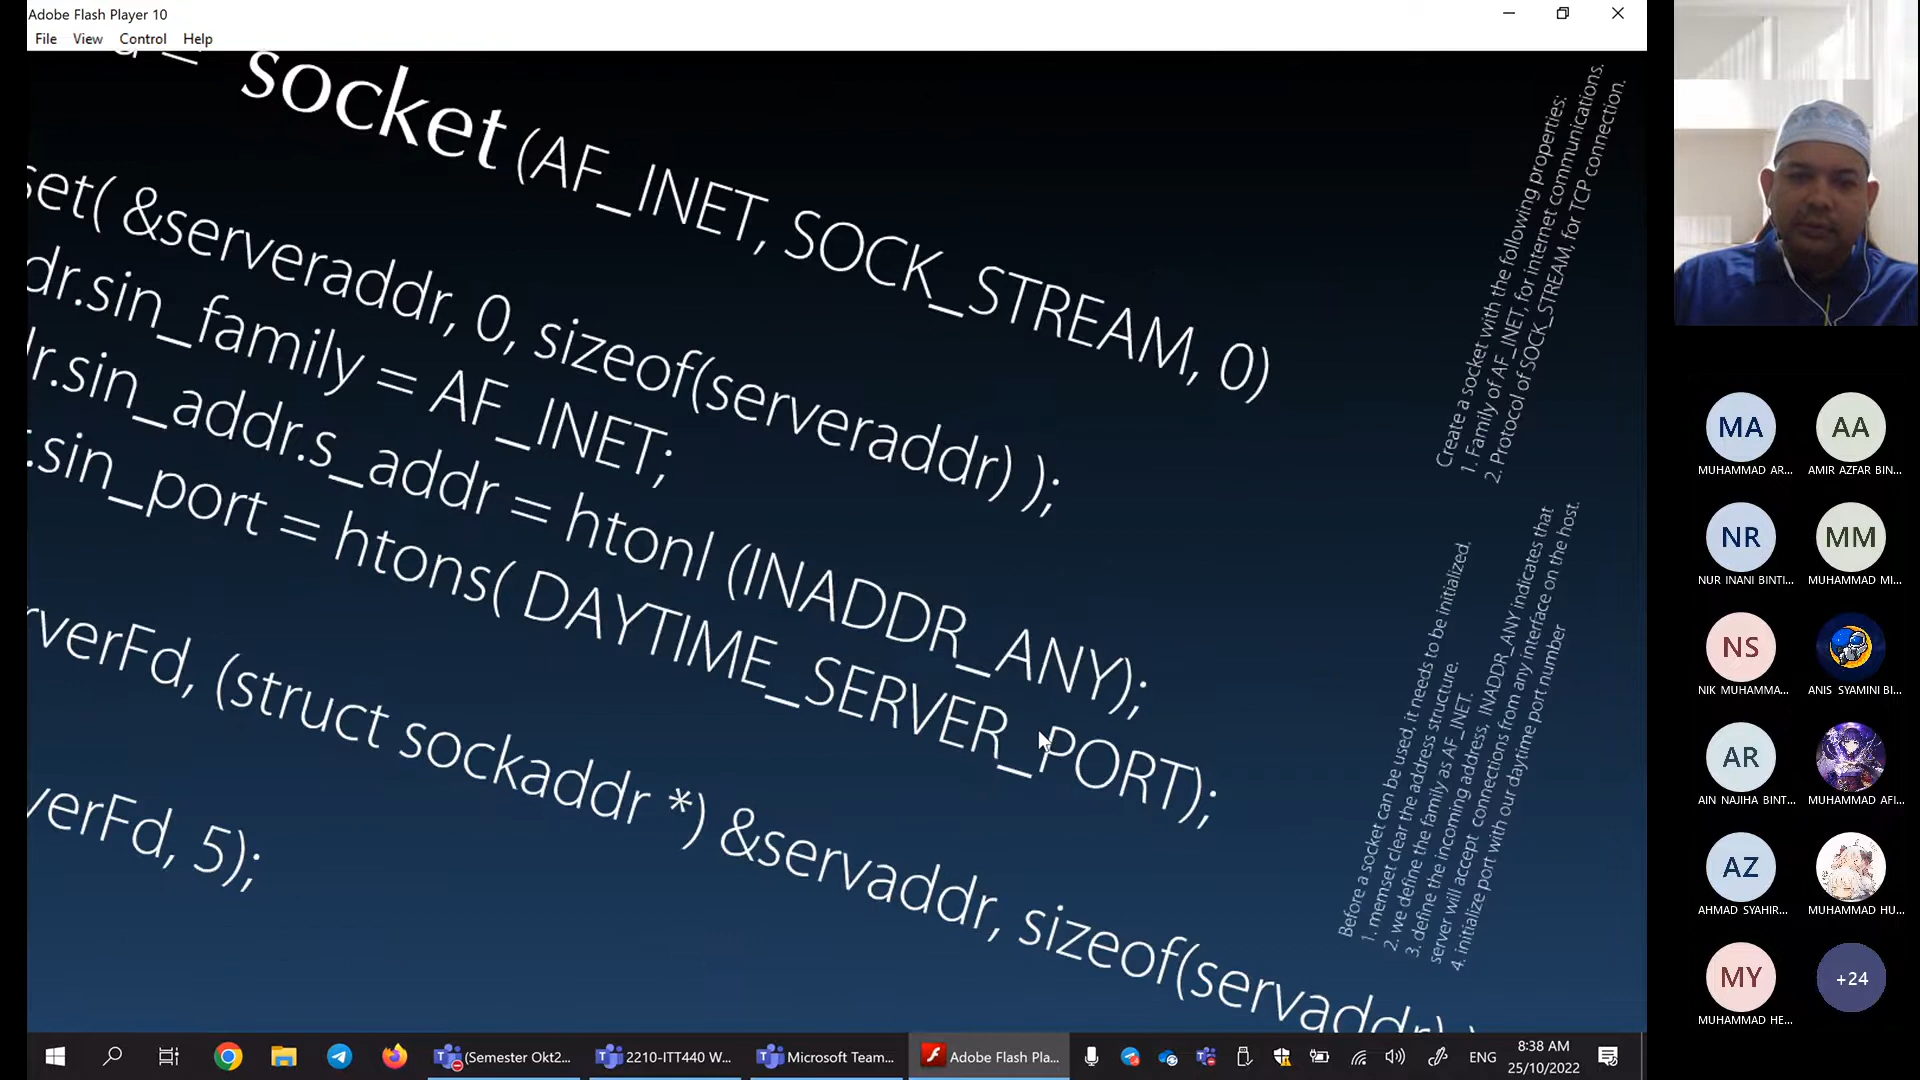 Adobe Flash Player 10
File View Control Help
socket (AF_INET, SOCK_STREAM, 0)
set( &serveraddr, 0, sizeof(serveraddr) );
dr.sin_family = AF_INET;
r.sin_addr.s_addr = htonl (INADDR_ANY);
.sin_port = htons( DAYTIME_SERVER_PORT);
rverFd, (struct sockaddr *) &servaddr, sizeof(servaddr)
verFd, 5);
Create a socket with the following properties:
1. Family of AF_INET, for internet communications.
2. Protocol of SOCK_STREAM, for TCP connection.
Before a socket can be used, it needs to be initialized,
1. memset clear the address structure.
2. we define the family as AF_INET.
3. define the incoming address, INADDR_ANY indicates that
server will accept connections from any interface on the host.
4. initialize port with our daytime port number
MA
MUHAMMAD AR...
AA
AMIR AZFAR BIN...
NR
NUR INANI BINTI...
MM
MUHAMMAD MI...
NS
NIK MUHAMMA...
ANIS SYAMINI BI...
AR
AIN NAJIHA BINT...
MUHAMMAD AFI...
AZ
AHMAD SYAHIR...
MUHAMMAD HU...
MY
MUHAMMAD HE...
+24
(Semester Okt2...
2210-ITT440 W...
Microsoft Team...
Adobe Flash Pla...
ENG
8:38 AM
25/10/2022